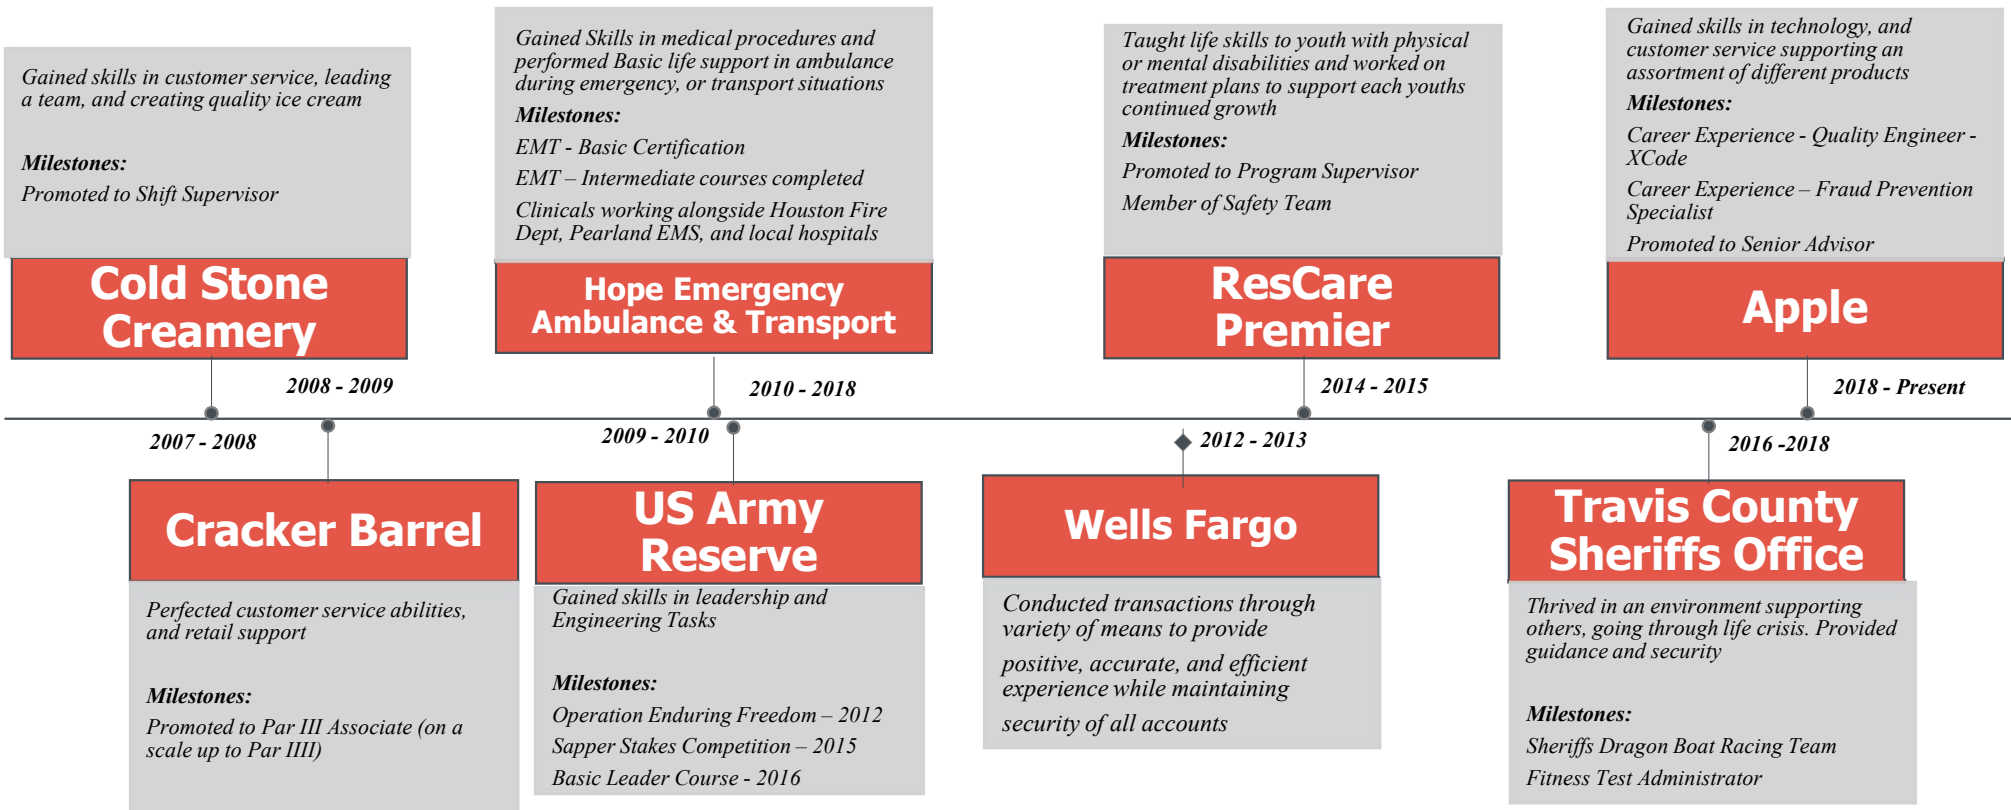 Gained skills in customer service, leading
a team, and creating quality ice cream
Milestones:
Promoted to Shift Supervisor
Cold Stone
Creamery
Gained Skills in medical procedures and
performed Basic life support in ambulance
during emergency, or transport situations
Milestones:
EMT - Basic Certification
EMT – Intermediate courses completed
Clinicals working alongside Houston Fire
Dept, Pearland EMS, and local hospitals
Hope Emergency
Ambulance & Transport
Taught life skills to youth with physical
or mental disabilities and worked on
treatment plans to support each youths
continued growth
Milestones:
Promoted to Program Supervisor
Member of Safety Team
ResCare
Premier
Gained skills in technology, and
customer service supporting an
assortment of different products
Milestones:
Career Experience - Quality Engineer -
XCode
Career Experience – Fraud Prevention
Specialist
Promoted to Senior Advisor
Apple
2008 - 2009
2010 - 2018
2014 - 2015
2018 - Present
2007 - 2008
2009 - 2010
2012 - 2013
2016 -2018
Cracker Barrel
Perfected customer service abilities,
and retail support
Milestones:
Promoted to Par III Associate (on a
scale up to Par IIII)
US Army
Reserve
Gained skills in leadership and
Engineering Tasks
Milestones:
Operation Enduring Freedom – 2012
Sapper Stakes Competition – 2015
Basic Leader Course - 2016
Wells Fargo
Conducted transactions through
variety of means to provide
positive, accurate, and efficient
experience while maintaining
security of all accounts
Travis County
Sheriffs Office
Thrived in an environment supporting
others, going through life crisis. Provided
guidance and security
Milestones:
Sheriffs Dragon Boat Racing Team
Fitness Test Administrator